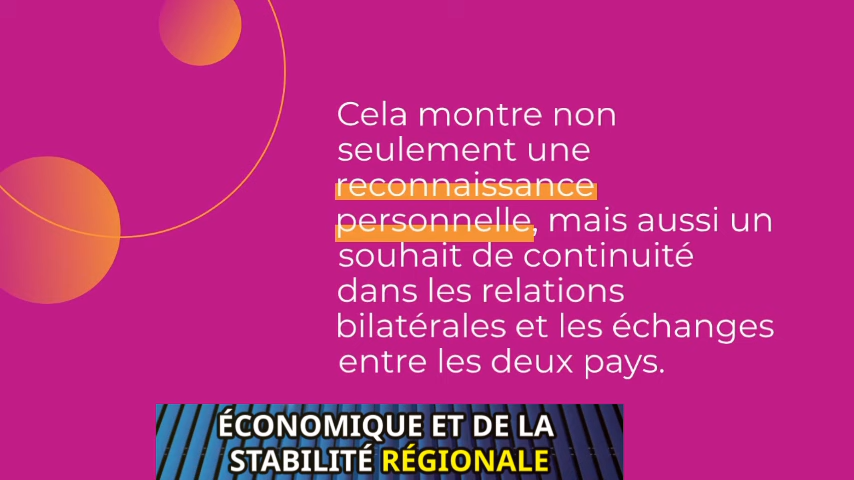 Cela montre non
seulement une
reconnaissance
personnelle, mais aussi un
souhait de continuité
dans les relations
bilatérales et les échanges
entre les deux pays.
ÉCONOMIQUE ET DE LA
STABILITÉ RÉGIONALE